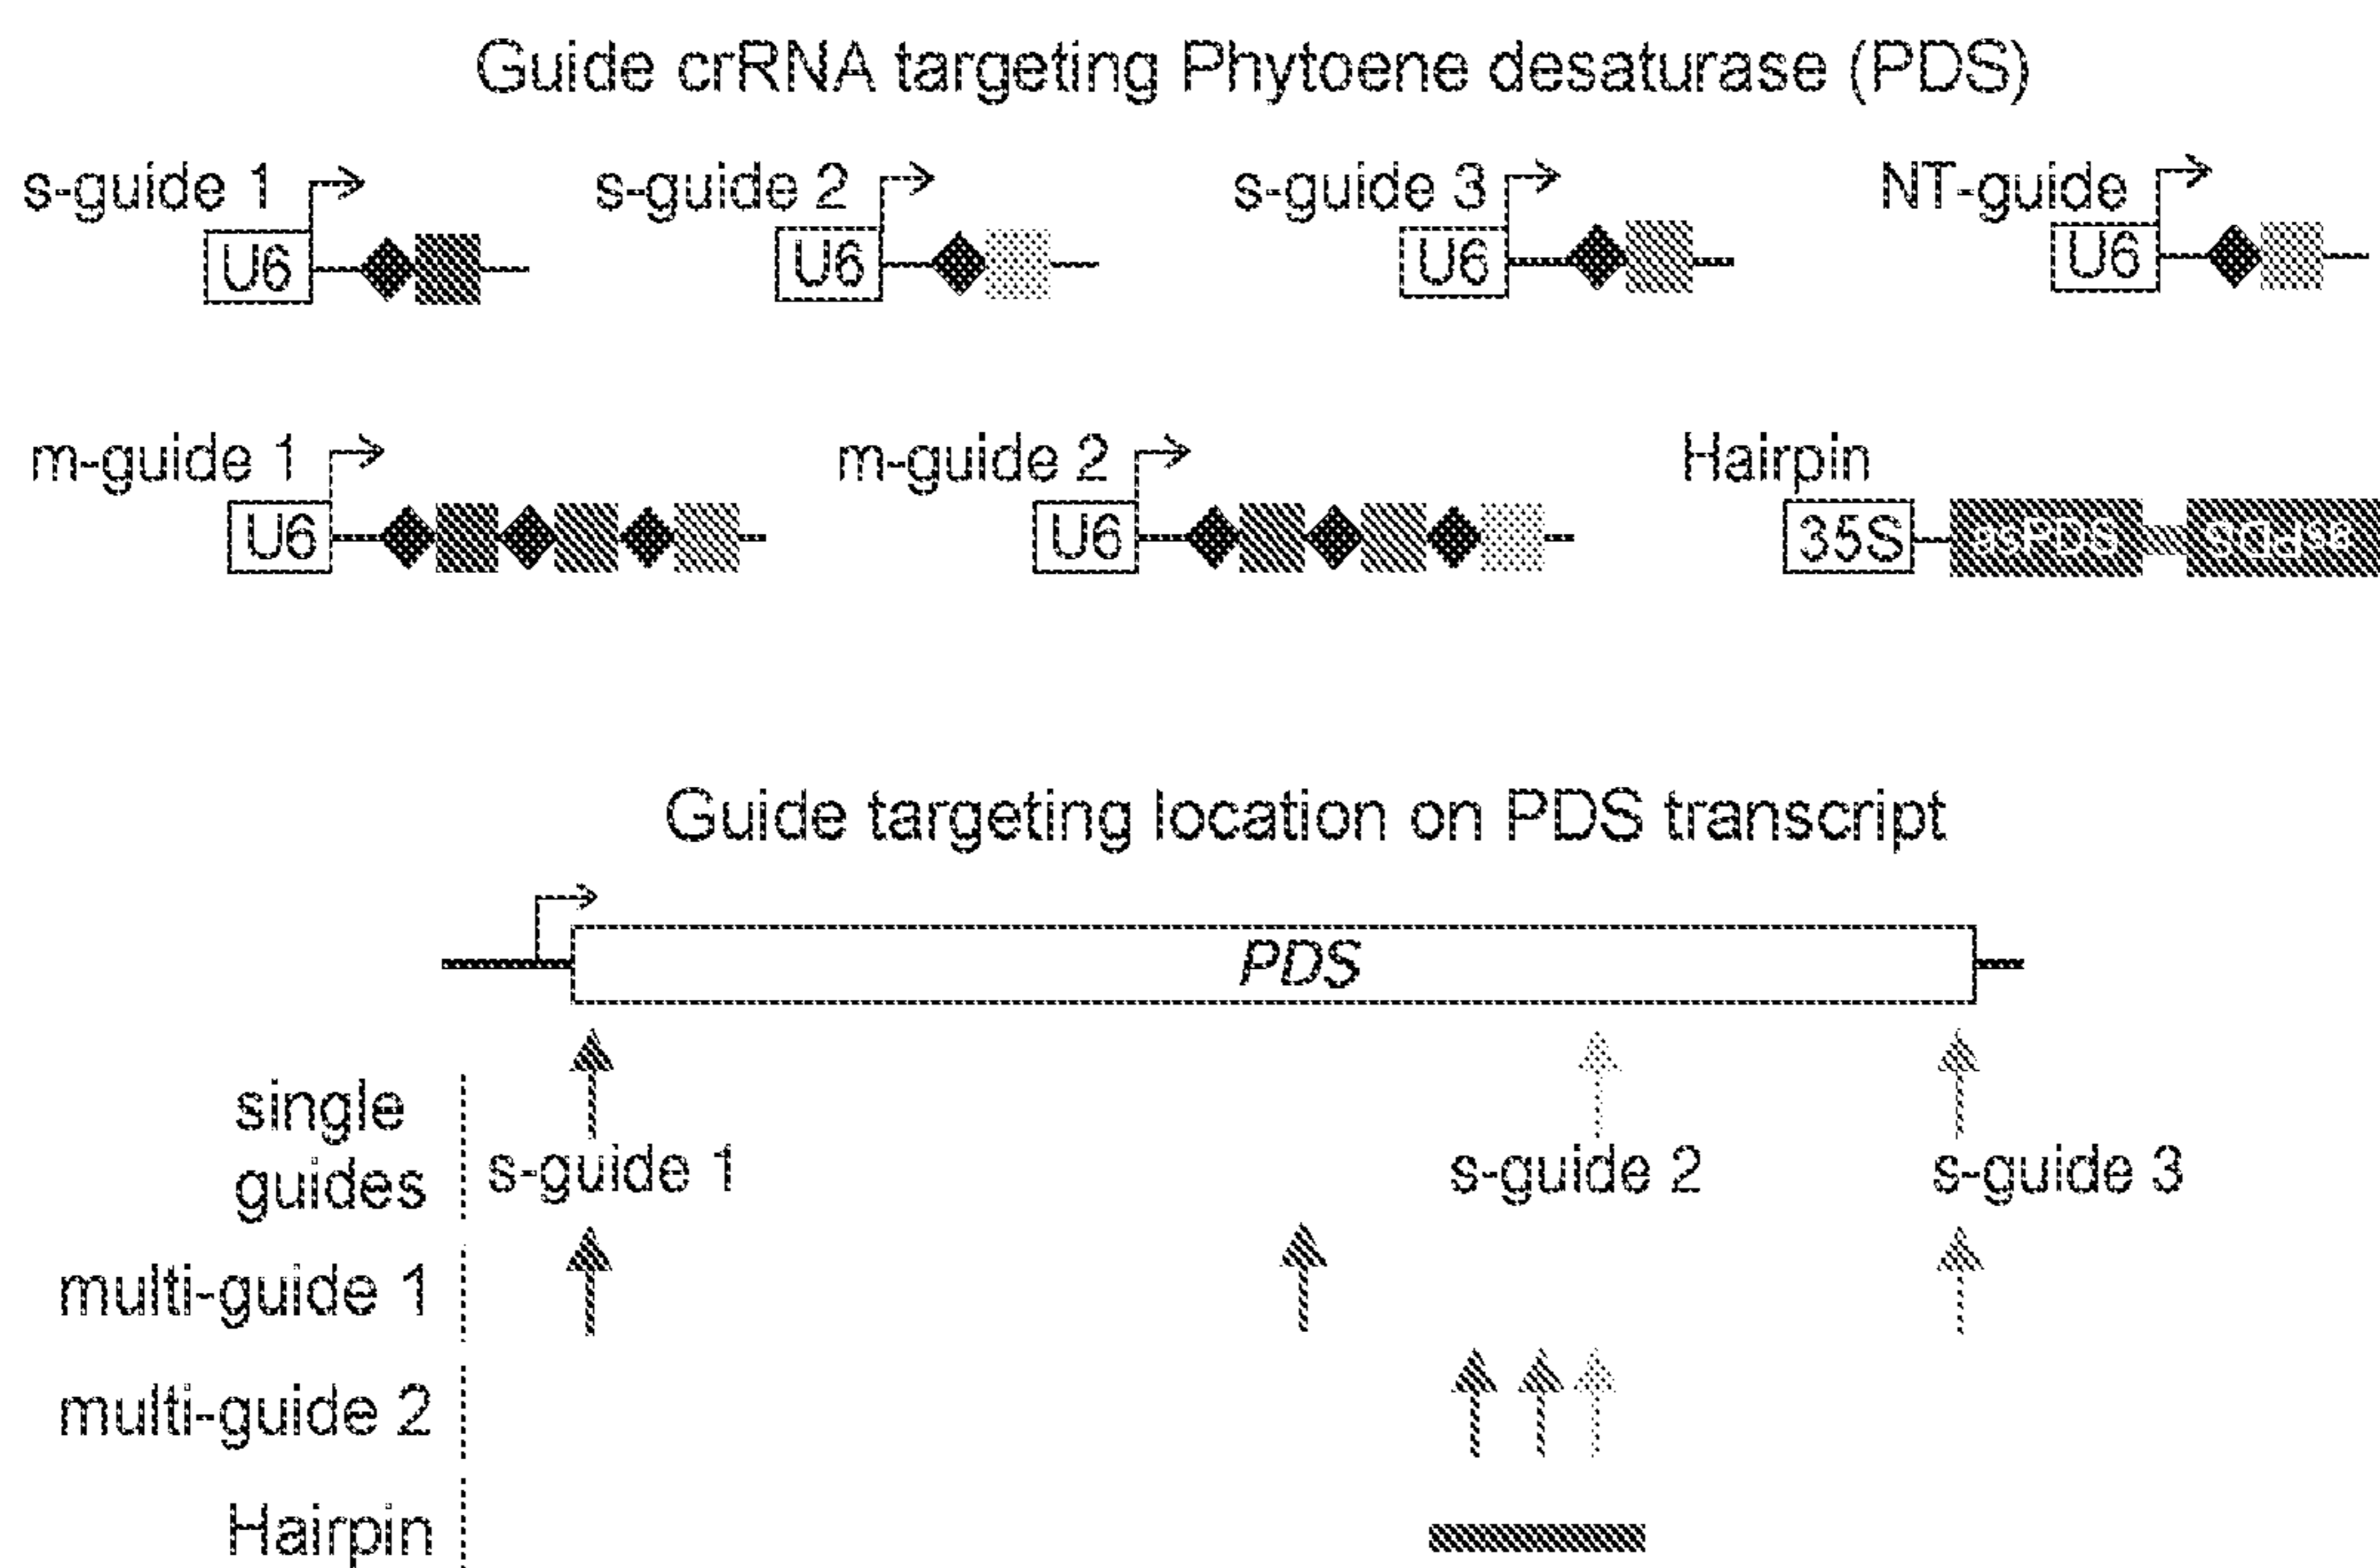 Guide crRNA targeting Phytoene desaturase (PDS)
s-guide 1 s-guide 2 s-guide 3 NT-guide
U6 U6 U6 U6
m-guide 1 m-guide 2 Hairpin
U6 U6 35S asPDS asPDS
Guide targeting location on PDS transcript
PDS
single
guides
s-guide 1 s-guide 2 s-guide 3
multi-guide 1
multi-guide 2
Hairpin